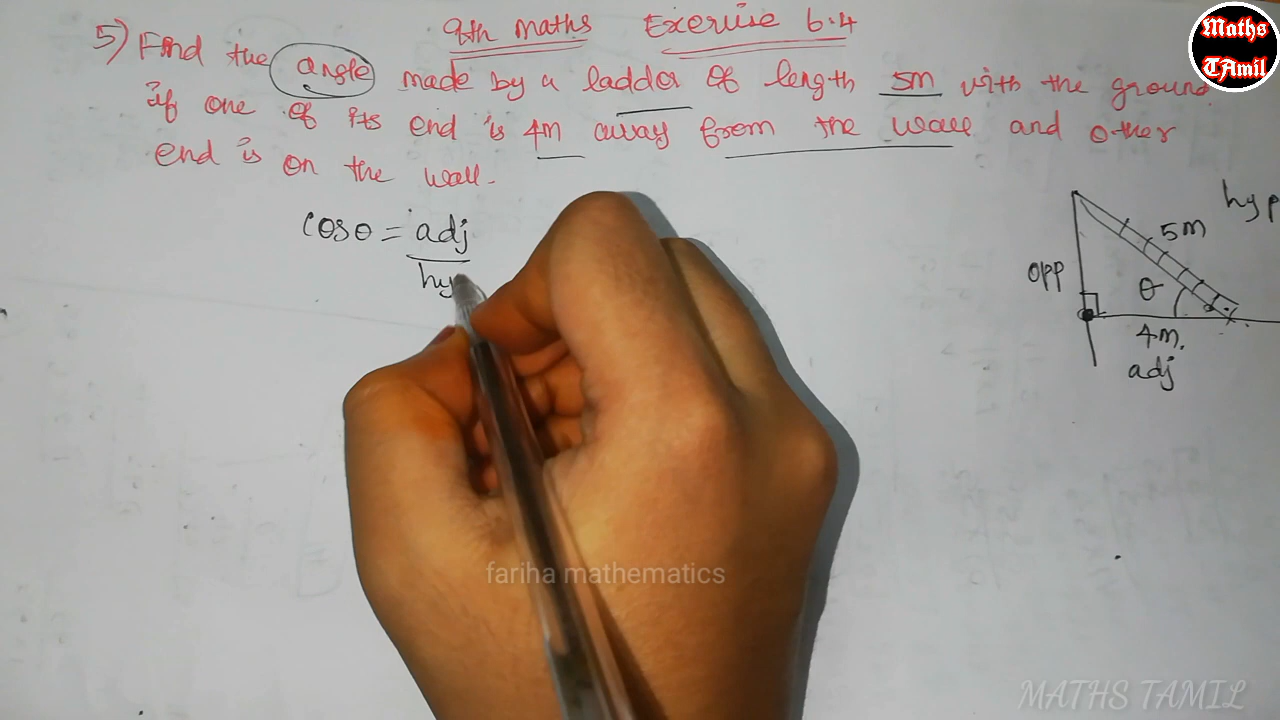 9th maths Exercise 6.4
5) Find the angle made by a ladder of length 5m with the ground
if one of its end is 4m away from the wall and other
end is on the wall.
cosθ = adj
hy
hyp
5m
opp
θ
4m.
adj
Maths
TAmil
fariha mathematics
MATHS TAMIL